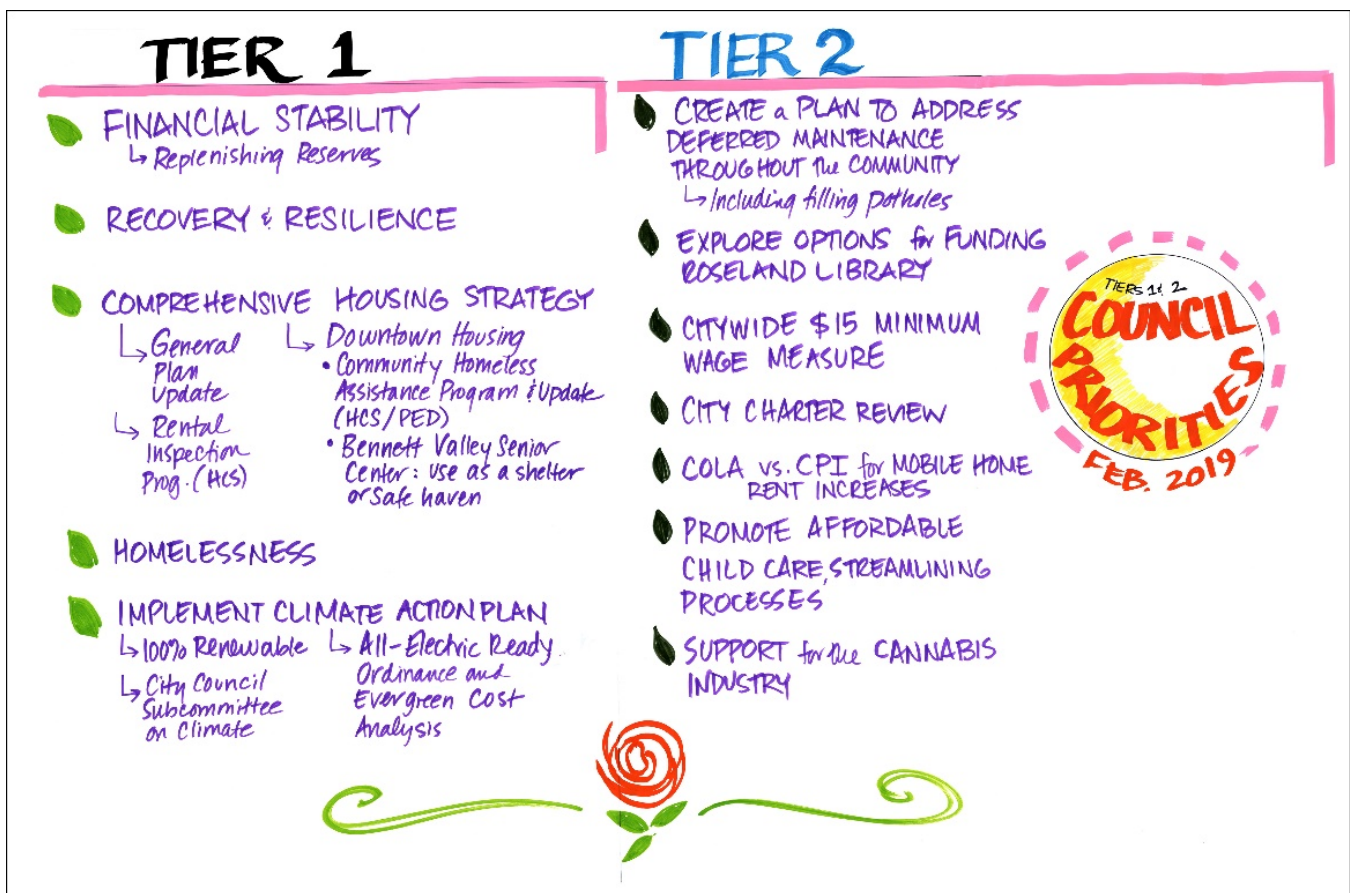 TIER 1
FINANCIAL STABILITY
↳ Replenishing Reserves
RECOVERY & RESILIENCE
COMPREHENSIVE HOUSING STRATEGY
↳ General
Plan
Update
↳ Rental
Inspection
Prog. (HCS)
↳ Downtown Housing
• Community Homeless
Assistance Program & Update
(HCS/PED)
• Bennett Valley Senior
Center: use as a shelter
or safe haven
HOMELESSNESS
IMPLEMENT CLIMATE ACTION PLAN
↳ 100% Renewable
↳ City Council
Subcommittee
on Climate
↳ All-Electric Ready
Ordinance and
Evergreen Cost
Analysis
TIER 2
CREATE a PLAN TO ADDRESS
DEFERRED MAINTENANCE
THROUGHOUT the COMMUNITY
↳ Including filling potholes
EXPLORE OPTIONS for FUNDING
ROSELAND LIBRARY
CITYWIDE $15 MINIMUM
WAGE MEASURE
CITY CHARTER REVIEW
COLA vs. CPI for MOBILE HOME
RENT INCREASES
PROMOTE AFFORDABLE
CHILD CARE, STREAMLINING
PROCESSES
SUPPORT for the CANNABIS
INDUSTRY
TIERS 1 & 2
COUNCIL
PRIORITIES
FEB. 2019